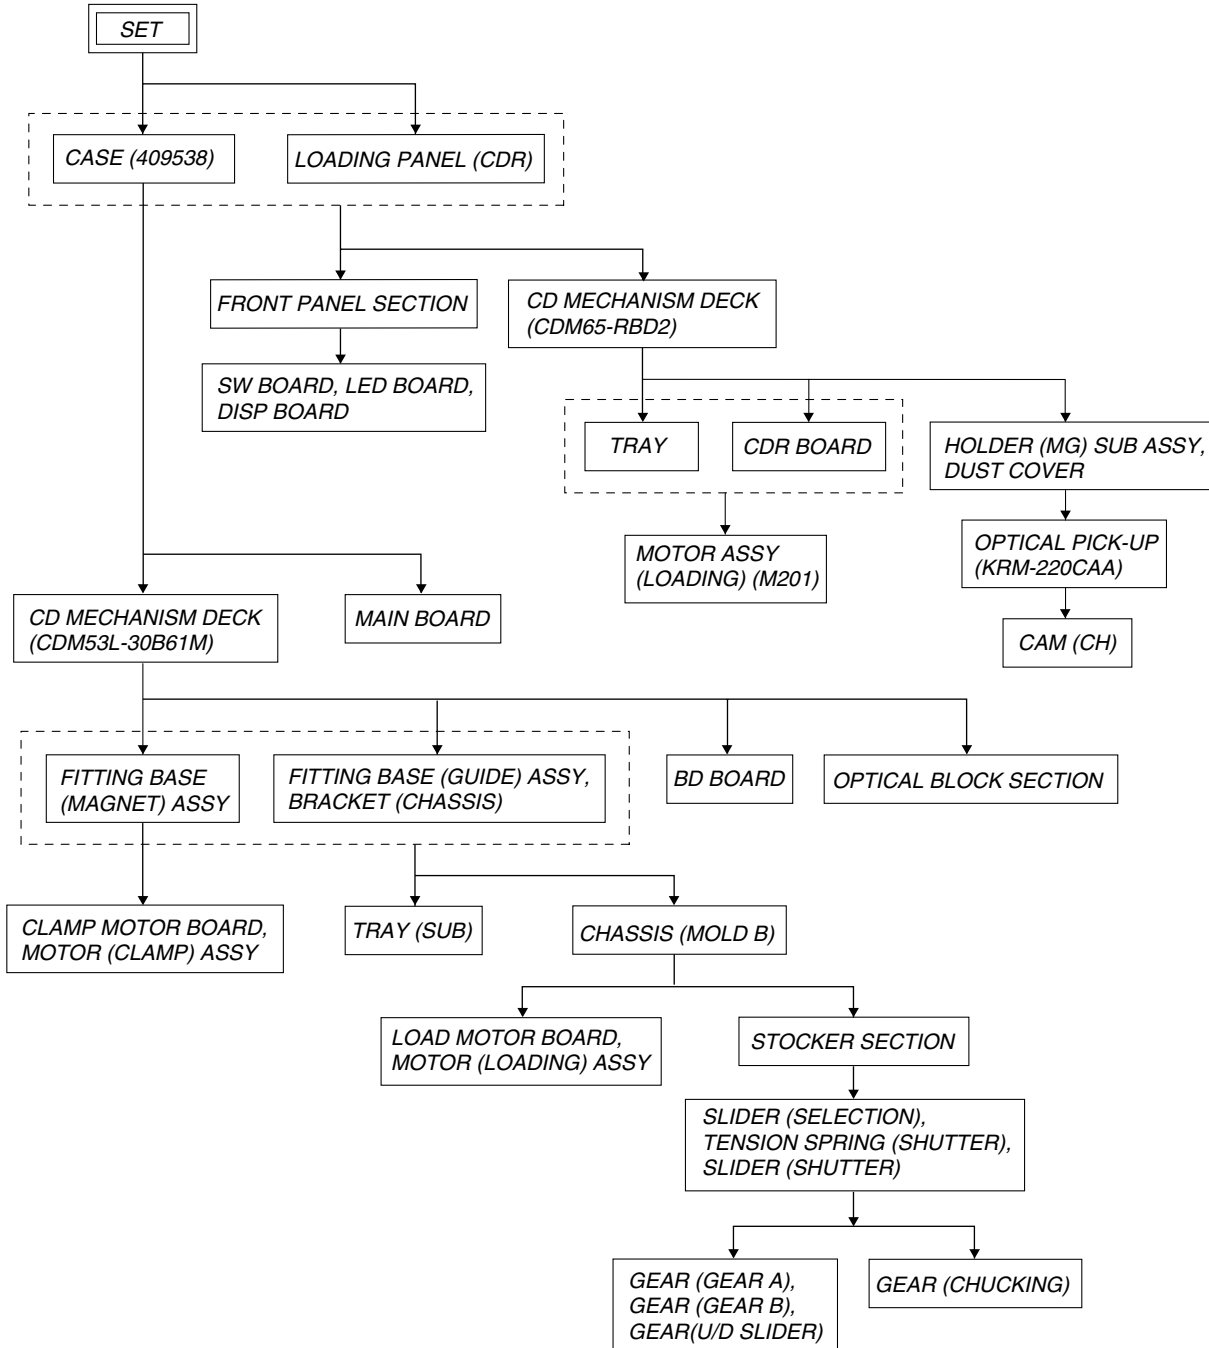 SET
CASE (409538)
LOADING PANEL (CDR)
FRONT PANEL SECTION
CD MECHANISM DECK
(CDM65-RBD2)
SW BOARD, LED BOARD,
DISP BOARD
TRAY
CDR BOARD
HOLDER (MG) SUB ASSY,
DUST COVER
MOTOR ASSY
(LOADING) (M201)
OPTICAL PICK-UP
(KRM-220CAA)
CD MECHANISM DECK
(CDM53L-30B61M)
MAIN BOARD
CAM (CH)
FITTING BASE
(MAGNET) ASSY
FITTING BASE (GUIDE) ASSY,
BRACKET (CHASSIS)
BD BOARD
OPTICAL BLOCK SECTION
CLAMP MOTOR BOARD,
MOTOR (CLAMP) ASSY
TRAY (SUB)
CHASSIS (MOLD B)
LOAD MOTOR BOARD,
MOTOR (LOADING) ASSY
STOCKER SECTION
SLIDER (SELECTION),
TENSION SPRING (SHUTTER),
SLIDER (SHUTTER)
GEAR (GEAR A),
GEAR (GEAR B),
GEAR(U/D SLIDER)
GEAR (CHUCKING)